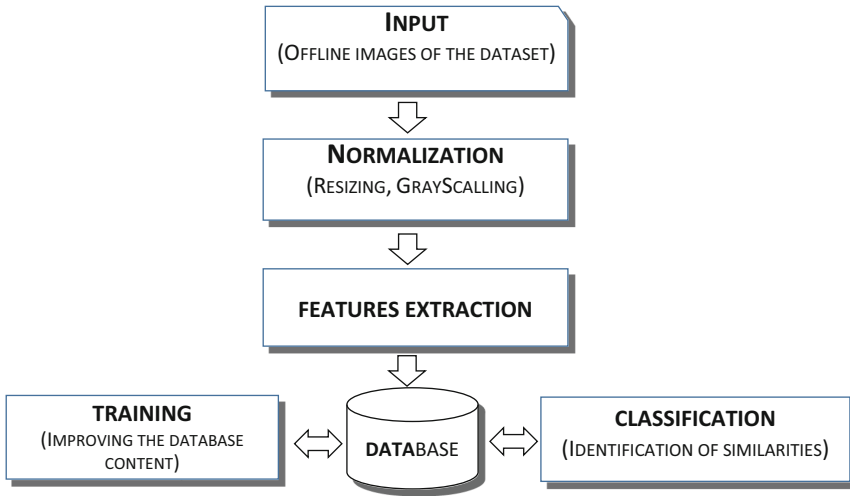 INPUT
(OFFLINE IMAGES OF THE DATASET)
NORMALIZATION
(RESIZING, GRAYSCALLING)
FEATURES EXTRACTION
TRAINING
(IMPROVING THE DATABASE
CONTENT)
DATABASE
CLASSIFICATION
(IDENTIFICATION OF SIMILARITIES)